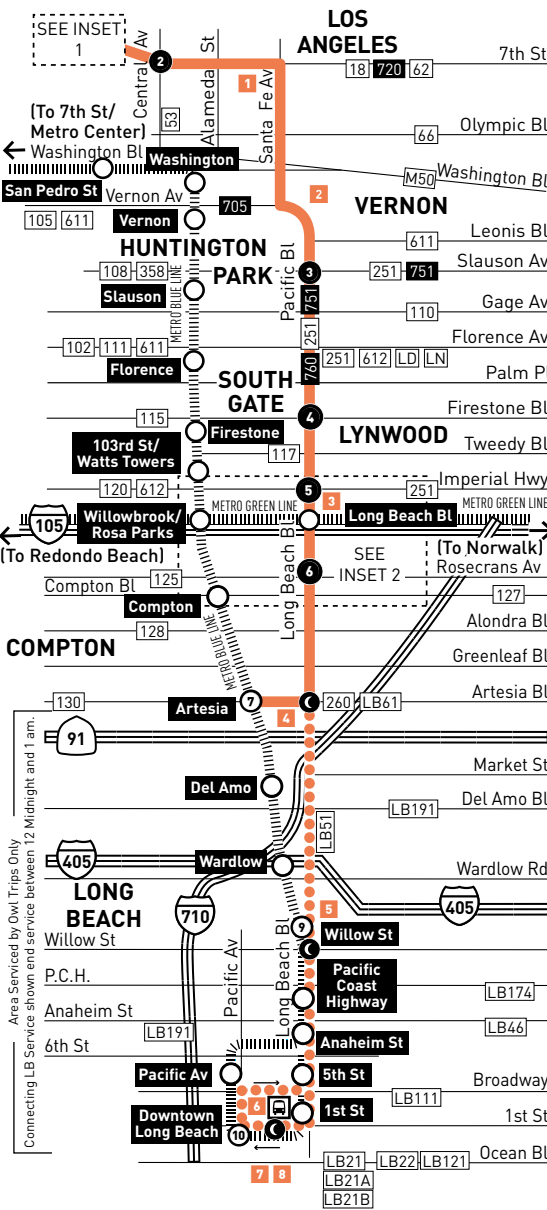 SEE INSET
1
Central Av
Alameda St
Santa Fe Av
LOS
ANGELES
2
1
18 720 62
7th St
53
(To 7th St/
Metro Center)
66
Olympic Bl
Washington Bl
Washington
M50
Washington Bl
San Pedro St
Vernon Av
2
705
VERNON
105 611
Vernon
611
Leonis Bl
HUNTINGTON
PARK
108 358
3
251 751
Slauson Av
Slauson
METRO BLUE LINE
Pacific Bl
751
110
Gage Av
251
Florence Av
102 111 611
760
251 612 LD LN
Florence
Palm Pl
SOUTH
GATE
115
4
Firestone Bl
Firestone
LYNWOOD
103rd St/
Watts Towers
117
Tweedy Bl
120 612
5
251
Imperial Hwy
3
METRO GREEN LINE
METRO GREEN LINE
105
Willowbrook/
Rosa Parks
Long Beach Bl
(To Redondo Beach)
Long Beach Bl
SEE
INSET 2
(To Norwalk)
Rosecrans Av
6
125
Compton Bl
127
Compton
128
Alondra Bl
COMPTON
METRO BLUE LINE
Greenleaf Bl
130
Artesia
7
260 LB61
Artesia Bl
4
91
Market St
Del Amo
LB191
Del Amo Bl
LB51
405
Wardlow
Wardlow Rd
405
LONG
BEACH
710
5
9
Willow St
Willow St
Pacific Av
Long Beach Bl
P.C.H.
Pacific
Coast
Highway
LB174
Anaheim St
LB46
LB191
Anaheim St
6th St
Pacific Av
5th St
Broadway
6
LB111
Downtown
Long Beach
1st St
1st St
10
7 8
Ocean Bl
LB21 LB22 LB121
LB21A
LB21B
Area Serviced by Owl Trips Only
Connecting LB Service shown end service between 12 Midnight and 1 am.